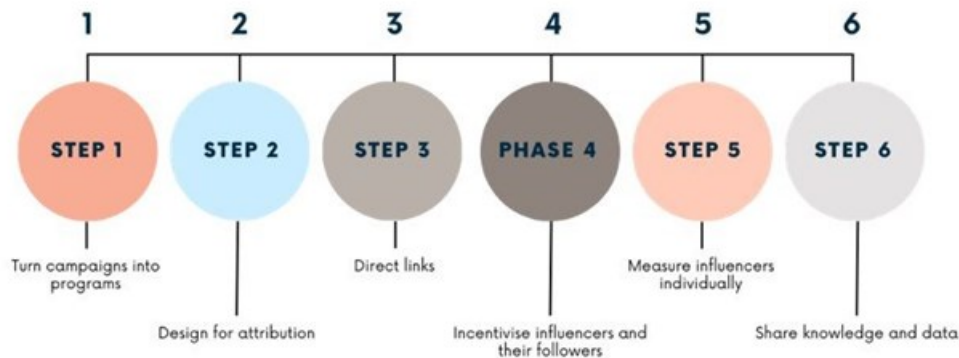 1 2 3 4 5 6
STEP 1 STEP 2 STEP 3 PHASE 4 STEP 5 STEP 6
Turn campaigns into
programs
Direct links
Measure influencers
individually
Design for attribution
Incentivise influencers and
their followers
Share knowledge and data